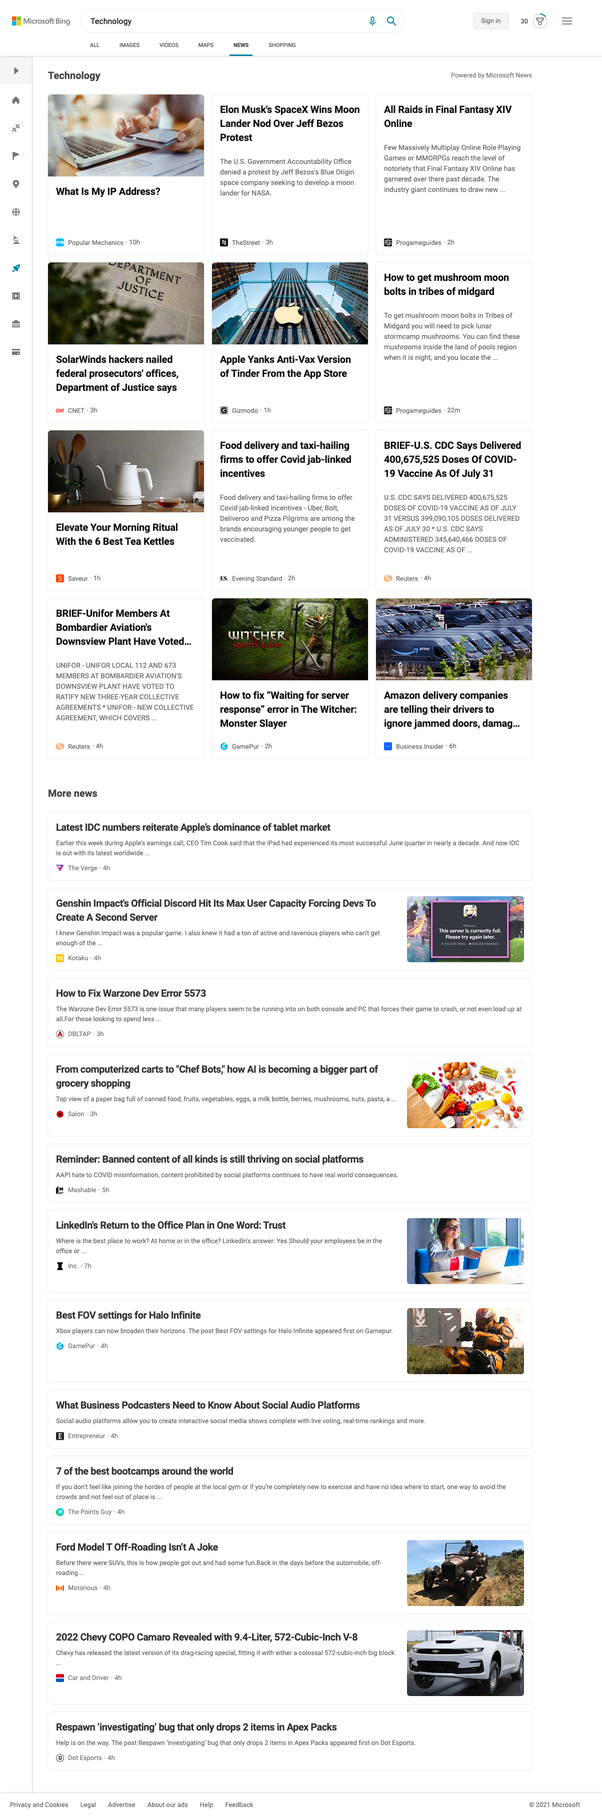 Microsoft Bing
Technology
Sign in
30
ALL IMAGES VIDEOS MAPS NEWS SHOPPING
Technology
Powered by Microsoft News
What Is My IP Address?
Popular Mechanics · 10h
Elon Musk's SpaceX Wins Moon
Lander Nod Over Jeff Bezos
Protest
The U.S. Government Accountability Office
denied a protest by Jeff Bezos's Blue Origin
space company seeking to develop a moon
lander for NASA.
TheStreet · 3h
All Raids in Final Fantasy XIV
Online
Few Massively Multiplay Online Role Playing
Games or MMORPGs reach the level of
notoriety that Final Fantasy XIV Online has
garnered over there past decade. The
industry giant continues to draw new ...
Progameguides · 2h
DEPARTMENT
OF
JUSTICE
SolarWinds hackers nailed
federal prosecutors' offices,
Department of Justice says
CNET · 3h
Apple Yanks Anti-Vax Version
of Tinder From the App Store
Gizmodo · 1h
How to get mushroom moon
bolts in tribes of midgard
To get mushroom moon bolts in Tribes of
Midgard you will need to pick lunar
stormcamp mushrooms. You can find these
mushrooms inside the land of pools region
when it is night, and you locate the ...
Progameguides · 22m
Elevate Your Morning Ritual
With the 6 Best Tea Kettles
Saveur · 1h
Food delivery and taxi-hailing
firms to offer Covid jab-linked
incentives
Food delivery and taxi-hailing firms to offer
Covid jab-linked incentives - Uber, Bolt,
Deliveroo and Pizza Pilgrims are among the
brands encouraging younger people to get
vaccinated.
Evening Standard · 2h
BRIEF-U.S. CDC Says Delivered
400,675,525 Doses Of COVID-
19 Vaccine As Of July 31
U.S. CDC SAYS DELIVERED 400,675,525
DOSES OF COVID-19 VACCINE AS OF JULY
31 VERSUS 399,090,105 DOSES DELIVERED
AS OF JULY 30 * U.S. CDC SAYS
ADMINISTERED 345,640,466 DOSES OF
COVID-19 VACCINE AS OF ...
Reuters · 4h
BRIEF-Unifor Members At
Bombardier Aviation's
Downsview Plant Have Voted...
UNIFOR - UNIFOR LOCAL 112 AND 673
MEMBERS AT BOMBARDIER AVIATION'S
DOWNSVIEW PLANT HAVE VOTED TO
RATIFY NEW THREE-YEAR COLLECTIVE
AGREEMENTS * UNIFOR - NEW COLLECTIVE
AGREEMENT, WHICH COVERS ...
Reuters · 4h
THE
WITCHER
MONSTER SLAYER
How to fix “Waiting for server
response” error in The Witcher:
Monster Slayer
GamePur · 2h
prime
Amazon delivery companies
are telling their drivers to
ignore jammed doors, damag...
Business Insider · 6h
More news
Latest IDC numbers reiterate Apple's dominance of tablet market
Earlier this week during Apple's earnings call, CEO Tim Cook said that the iPad had experienced its most successful June quarter in nearly a decade. And now IDC
is out with its latest worldwide ...
The Verge · 4h
Genshin Impact's Official Discord Hit Its Max User Capacity Forcing Devs To
Create A Second Server
I knew Genshin Impact was a popular game. I also knew it had a ton of active and ravenous players who can't get
enough of the ...
Kotaku · 4h
This server is currently full.
Please try again later.
How to Fix Warzone Dev Error 5573
The Warzone Dev Error 5573 is one issue that many players seem to be running into on both console and PC that forces their game to crash, or not even load up at
all.For those looking to spend less ...
DBLTAP · 3h
From computerized carts to "Chef Bots," how AI is becoming a bigger part of
grocery shopping
Top view of a paper bag full of canned food, fruits, vegetables, eggs, a milk bottle, berries, mushrooms, nuts, pasta, a ...
Salon · 3h
Reminder: Banned content of all kinds is still thriving on social platforms
AAPI hate to COVID misinformation, content prohibited by social platforms continues to have real world consequences.
Mashable · 5h
LinkedIn's Return to the Office Plan in One Word: Trust
Where is the best place to work? At home or in the office? LinkedIn's answer: Yes.Should your employees be in the
office or ...
Inc. · 7h
Best FOV settings for Halo Infinite
Xbox players can now broaden their horizons. The post Best FOV settings for Halo Infinite appeared first on Gamepur.
GamePur · 4h
What Business Podcasters Need to Know About Social Audio Platforms
Social audio platforms allow you to create interactive social media shows complete with live voting, real-time rankings and more.
Entrepreneur · 4h
7 of the best bootcamps around the world
If you don't feel like joining the hordes of people at the local gym or if you're completely new to exercise and have no idea where to start, one way to avoid the
crowds and not feel out of place is ...
The Points Guy · 4h
Ford Model T Off-Roading Isn't A Joke
Before there were SUVs, this is how people got out and had some fun.Back in the days before the automobile, off-
roading ...
Motorious · 4h
2022 Chevy COPO Camaro Revealed with 9.4-Liter, 572-Cubic-Inch V-8
Chevy has released the latest version of its drag-racing special, fitting it with either a colossal 572-cubic-inch big block
...
Car and Driver · 4h
Respawn ‘investigating’ bug that only drops 2 items in Apex Packs
Help is on the way. The post Respawn ‘investigating’ bug that only drops 2 items in Apex Packs appeared first on Dot Esports.
Dot Esports · 4h
Privacy and Cookies Legal Advertise About our ads Help Feedback
© 2021 Microsoft